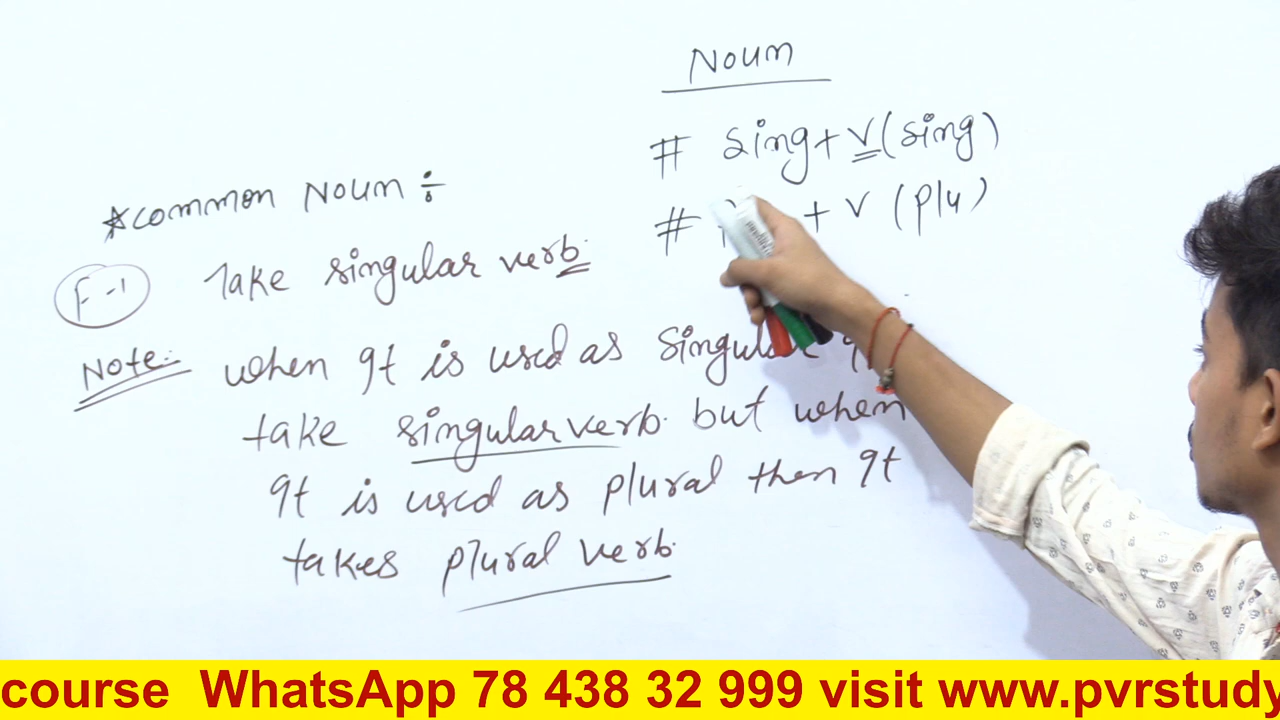 Noun
# sing + v (sing)
# + v (plu)
*common Noun ÷
F-1 Take singular verb.
Note:- when It is used as singular
take singular verb. but when
It is used as plural then It
takes plural verb.
course WhatsApp 78 438 32 999 visit www.pvrstudy